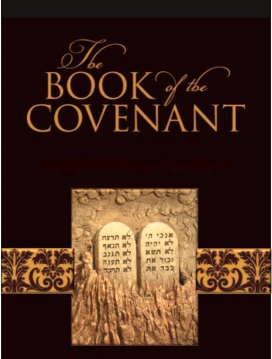 The
BOOK of the
COVENANT
אנכי ה'
לא יהיה
לא תשא
זכור את
כבד את
לא תרצח
לא תנאף
לא תגנב
לא תענה
לא תחמד